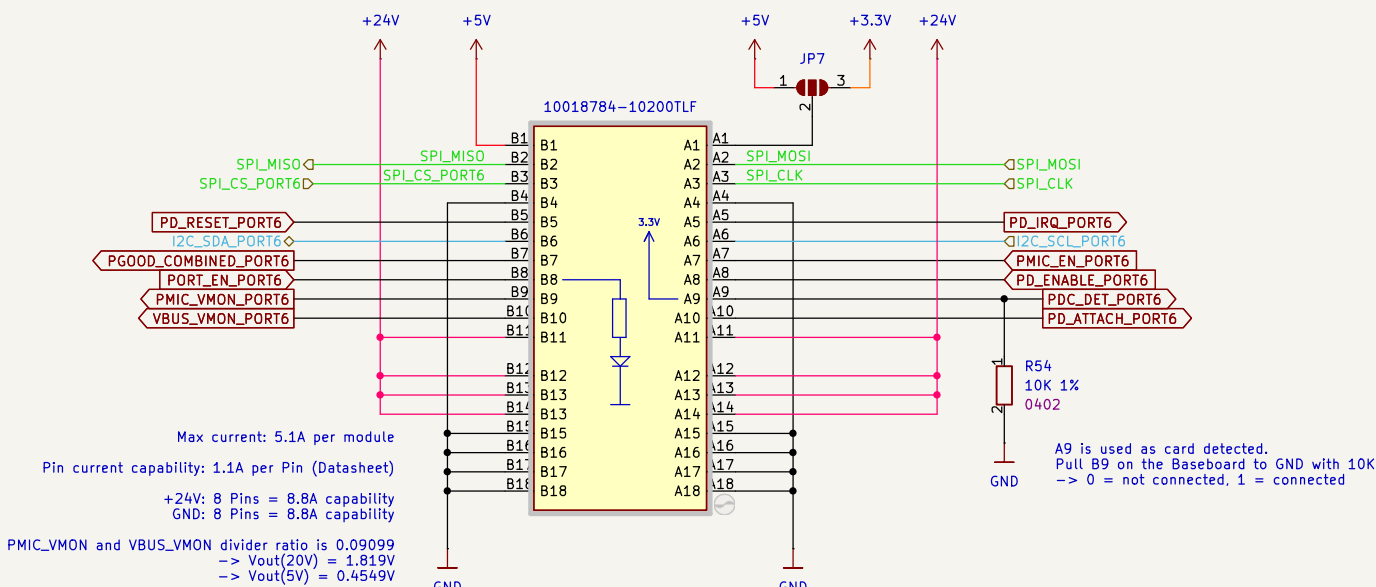 +24V
+5V
+5V
+3.3V
+24V
JP7
1
3
2
10018784-10200TLF
B1 B1 A1 A1
SPI_MISO SPI_MISO B2 B2 A2 A2 SPI_MOSI SPI_MOSI
SPI_CS_PORT6 SPI_CS_PORT6 B3 B3 A3 A3 SPI_CLK SPI_CLK
B4 B4 A4 A4
PD_RESET_PORT6 B5 B5 3.3V A5 A5 PD_IRQ_PORT6
I2C_SDA_PORT6 B6 B6 A6 A6 I2C_SCL_PORT6
PGOOD_COMBINED_PORT6 B7 B7 A7 A7 PMIC_EN_PORT6
PORT_EN_PORT6 B8 B8 A8 A8 PD_ENABLE_PORT6
PMIC_VMON_PORT6 B9 B9 A9 A9 PDC_DET_PORT6
VBUS_VMON_PORT6 B10 B10 A10 A10 PD_ATTACH_PORT6
B11 B11 A11 A11
B12 B12 A12 A12
B13 B13 A13 A13
B14 B13 A14 A14
B15 B15 A15 A15
B16 B16 A16 A16
B17 B17 A17 A17
B18 B18 A18 A18
1
R54
10K 1%
0402
2
GND
Max current: 5.1A per module
Pin current capability: 1.1A per Pin (Datasheet)
+24V: 8 Pins = 8.8A capability
GND: 8 Pins = 8.8A capability
PMIC_VMON and VBUS_VMON divider ratio is 0.09099
-> Vout(20V) = 1.819V
-> Vout(5V) = 0.4549V
A9 is used as card detected.
Pull B9 on the Baseboard to GND with 10K
-> 0 = not connected, 1 = connected
GND
GND